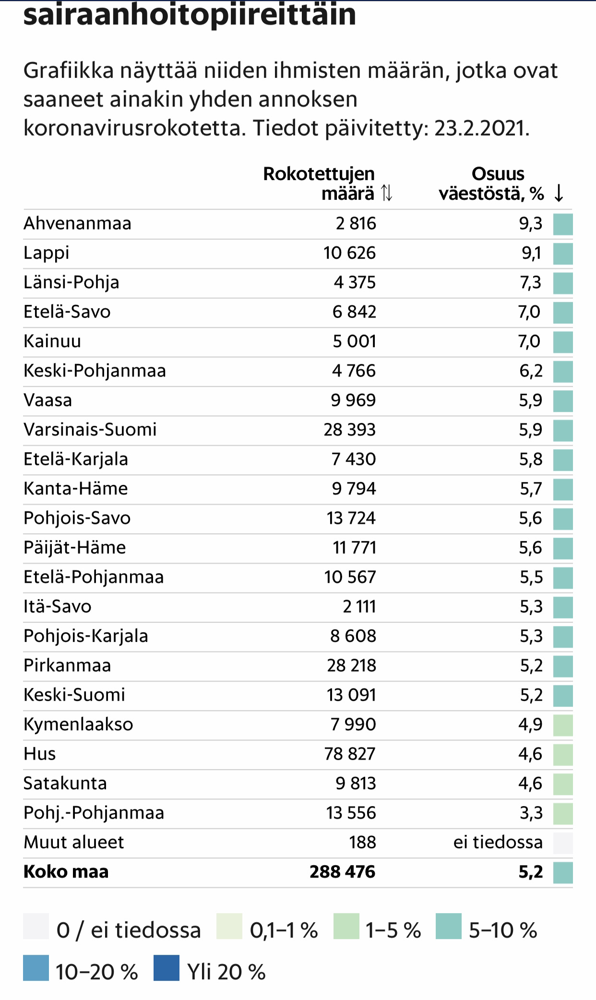 sairaanhoitopiireittäin
Grafiikka näyttää niiden ihmisten määrän, jotka ovat
saaneet ainakin yhden annoksen
koronavirusrokotetta. Tiedot päivitetty: 23.2.2021.
Rokotettujen määrä ⇅ Osuus väestöstä, % ↓
Ahvenanmaa 2 816 9,3
Lappi 10 626 9,1
Länsi-Pohja 4 375 7,3
Etelä-Savo 6 842 7,0
Kainuu 5 001 7,0
Keski-Pohjanmaa 4 766 6,2
Vaasa 9 969 5,9
Varsinais-Suomi 28 393 5,9
Etelä-Karjala 7 430 5,8
Kanta-Häme 9 794 5,7
Pohjois-Savo 13 724 5,6
Päijät-Häme 11 771 5,6
Etelä-Pohjanmaa 10 567 5,5
Itä-Savo 2 111 5,3
Pohjois-Karjala 8 608 5,3
Pirkanmaa 28 218 5,2
Keski-Suomi 13 091 5,2
Kymenlaakso 7 990 4,9
Hus 78 827 4,6
Satakunta 9 813 4,6
Pohj.-Pohjanmaa 13 556 3,3
Muut alueet 188 ei tiedossa
Koko maa 288 476 5,2
0 / ei tiedossa 0,1–1 % 1–5 % 5–10 %
10–20 % Yli 20 %